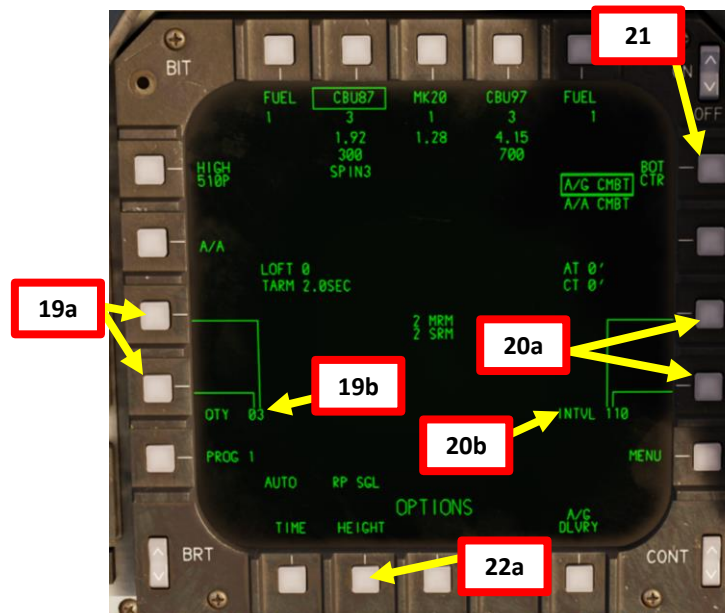 21
BIT
ON
OFF
FUEL CBU87 MK20 CBU97 FUEL
1 3 1 3 1
1.92 1.28 4.15
300 700
SPIN3
HIGH
510P
BOT
CTR
A/G CMBT
A/A CMBT
A/A
LOFT 0
TARM 2.0SEC
AT 0'
CT 0'
19a
2 MRM
2 SRM
20a
19b
QTY 03
INTVL 110
20b
PROG 1
MENU
AUTO RP SGL
OPTIONS
TIME HEIGHT
A/G
DLVRY
BRT
CONT
22a